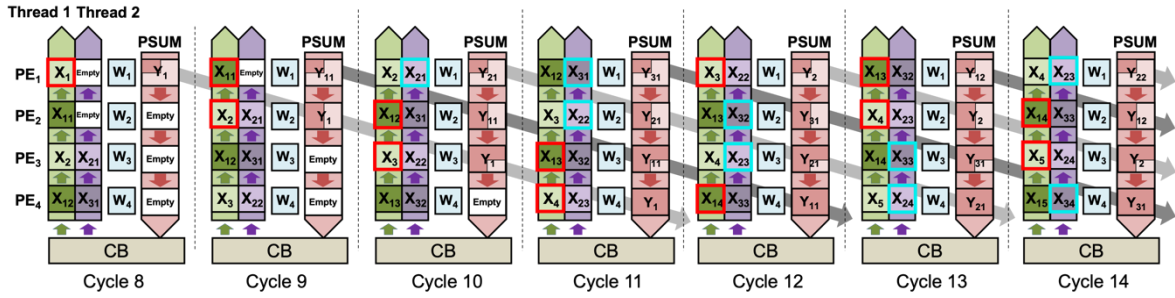 Thread 1 Thread 2
PSUM PSUM PSUM PSUM PSUM PSUM PSUM
PE₁ X₁ Empty W₁ Y₁ X₁₁ Empty W₁ Y₁₁ X₂ X₂₁ W₁ Y₂₁ X₁₂ X₃₁ W₁ Y₃₁ X₃ X₂₂ W₁ Y₂ X₁₃ X₃₂ W₁ Y₁₂ X₄ X₂₃ W₁ Y₂₂
PE₂ X₁₁ Empty W₂ Empty X₂ X₂₁ W₂ Y₁ X₁₂ X₃₁ W₂ Y₁₁ X₃ X₂₂ W₂ Y₂₁ X₁₃ X₃₂ W₂ Y₃₁ X₄ X₂₃ W₂ Y₂ X₁₄ X₃₃ W₂ Y₁₂
PE₃ X₂ X₂₁ W₃ Empty X₁₂ X₃₁ W₃ Empty X₃ X₂₂ W₃ Y₁ X₁₃ X₃₂ W₃ Y₁₁ X₄ X₂₃ W₃ Y₂₁ X₁₄ X₃₃ W₃ Y₃₁ X₅ X₂₄ W₃ Y₂
PE₄ X₁₂ X₃₁ W₄ Empty X₃ X₂₂ W₄ Empty X₁₃ X₃₂ W₄ Empty X₄ X₂₃ W₄ Y₁ X₁₄ X₃₃ W₄ Y₁₁ X₅ X₂₄ W₄ Y₂₁ X₁₅ X₃₄ W₄ Y₃₁
CB CB CB CB CB CB CB
Cycle 8 Cycle 9 Cycle 10 Cycle 11 Cycle 12 Cycle 13 Cycle 14